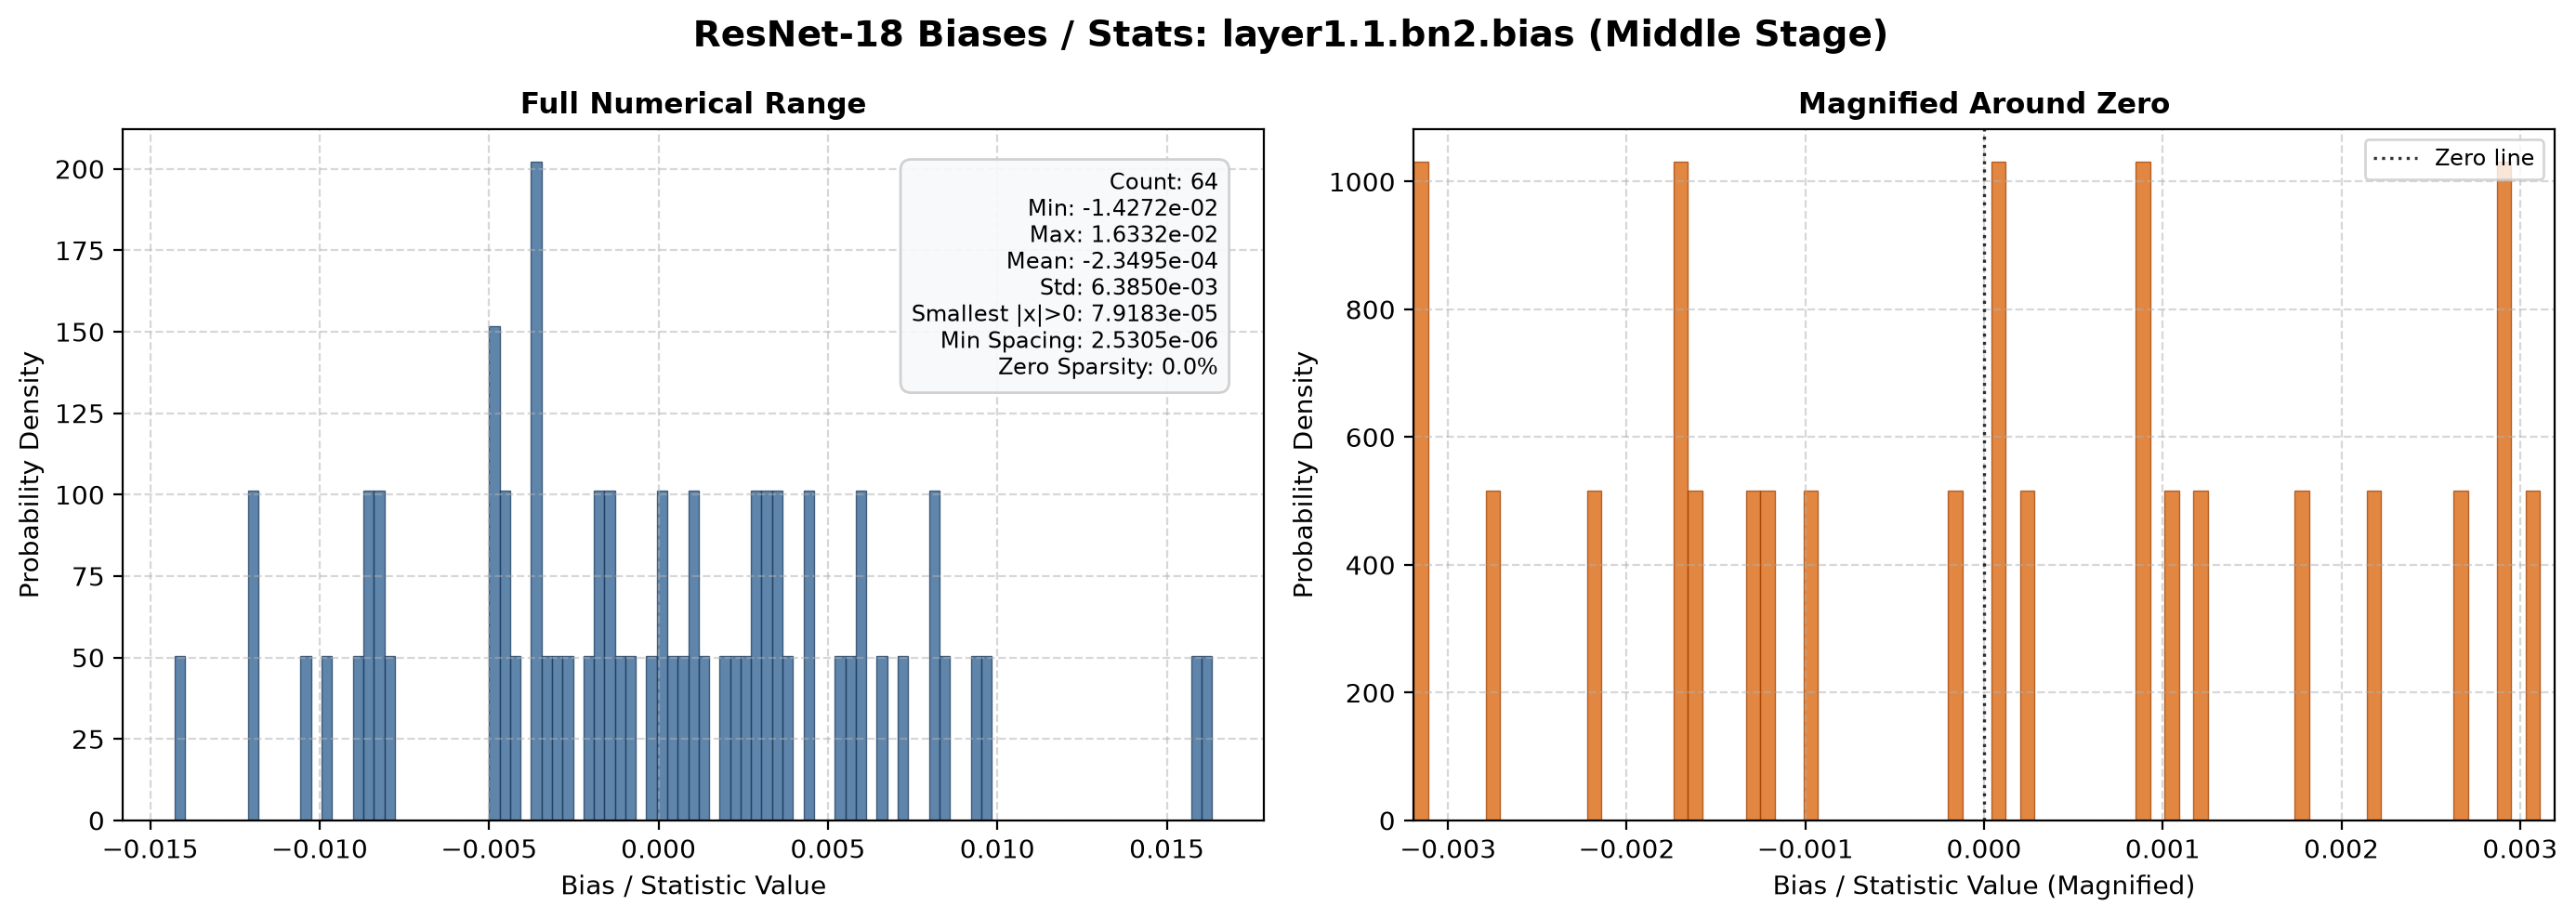 ResNet-18 Biases / Stats: layer1.1.bn2.bias (Middle Stage)
Full Numerical Range
200
175
150
125
100
75
50
25
0
Probability Density
Count: 64
Min: -1.4272e-02
Max: 1.6332e-02
Mean: -2.3495e-04
Std: 6.3850e-03
Smallest |x|>0: 7.9183e-05
Min Spacing: 2.5305e-06
Zero Sparsity: 0.0%
−0.015 −0.010 −0.005 0.000 0.005 0.010 0.015
Bias / Statistic Value
Magnified Around Zero
Zero line
1000
800
600
400
200
0
Probability Density
−0.003 −0.002 −0.001 0.000 0.001 0.002 0.003
Bias / Statistic Value (Magnified)